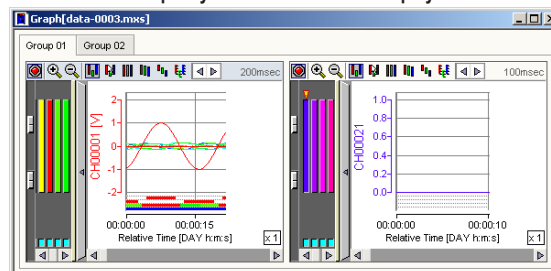 Graph[data-0003.mxs]
Group 01 Group 02
200msec
100msec
CH00001 [V]
2
1
0
-1
-2
00:00:00 00:00:15
Relative Time [DAY h:m:s]
x 1
CH00021
1.0
0.8
0.6
0.4
0.2
0.0
00:00:00 00:00:10
Relative Time [DAY h:m:s]
x 1